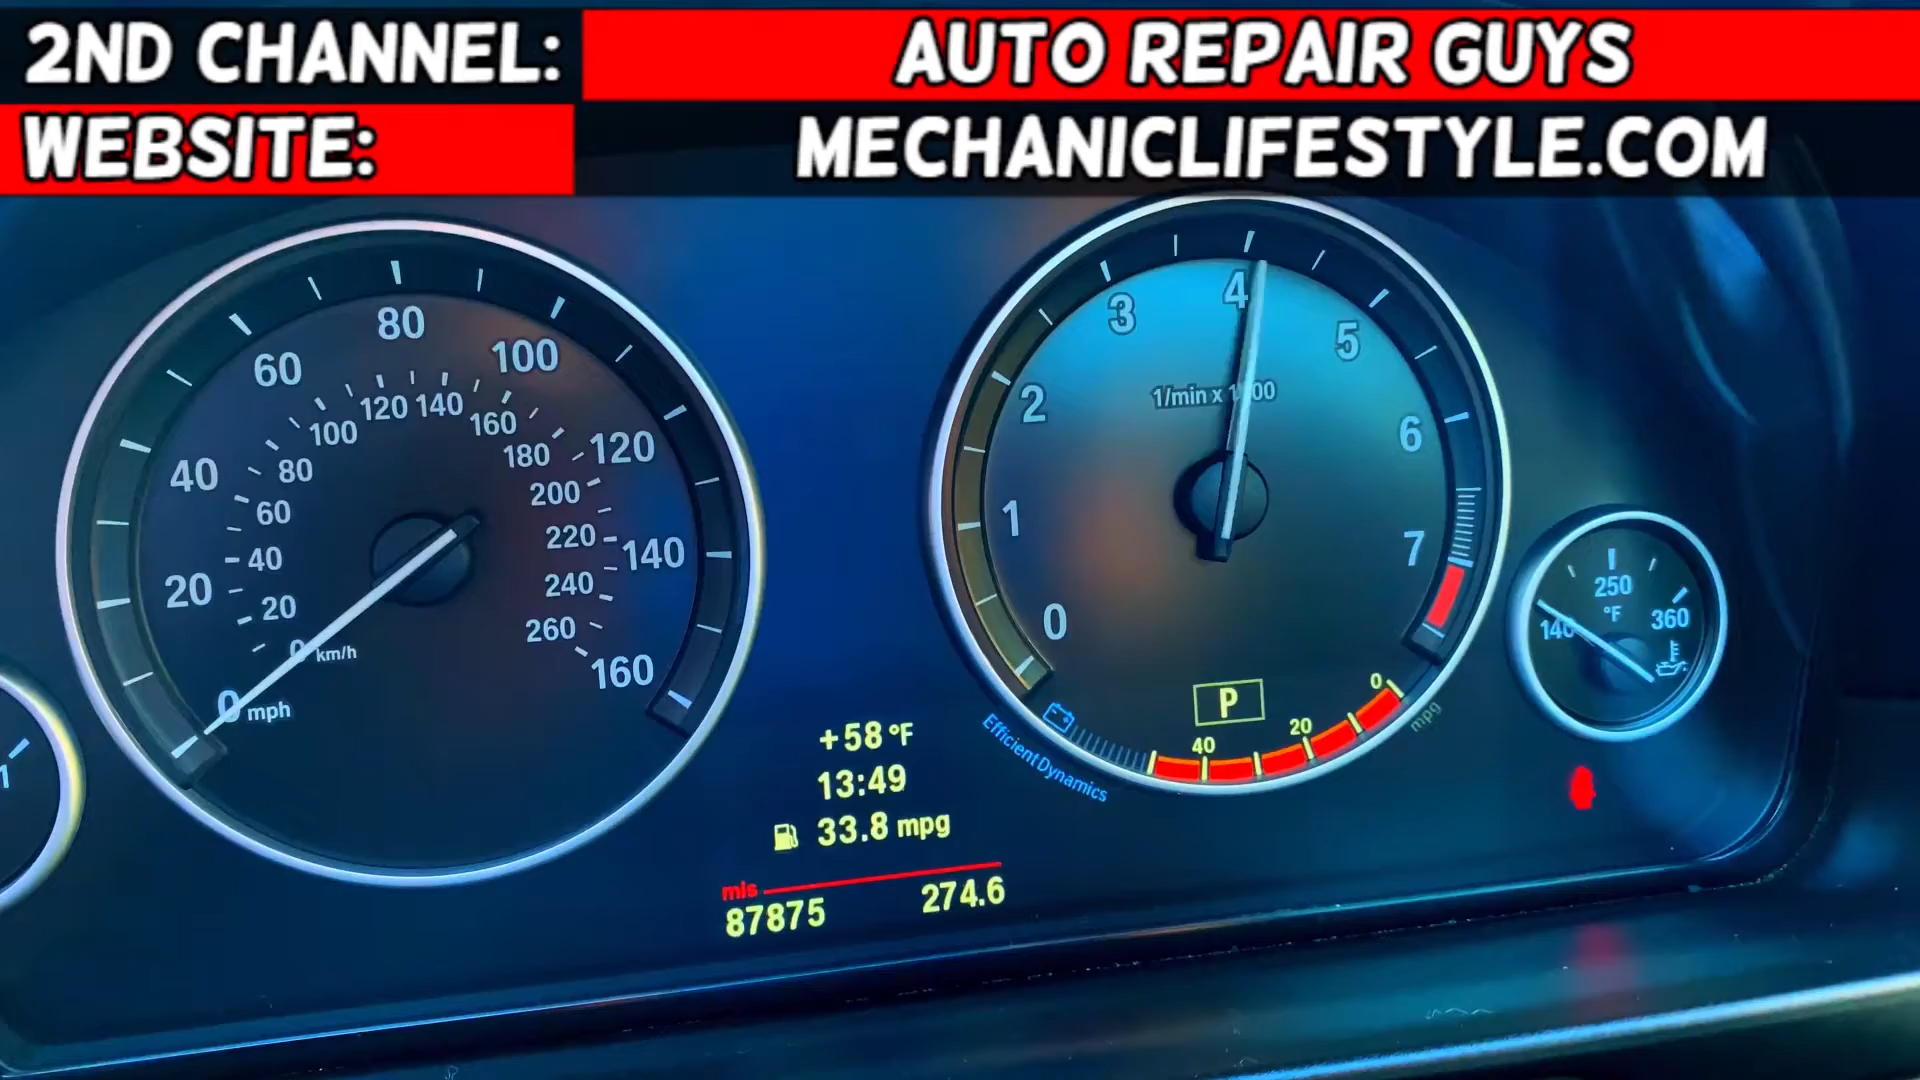 2ND CHANNEL: AUTO REPAIR GUYS
WEBSITE: MECHANICLIFESTYLE.COM
0 mph 20 40 60 80 100 120 140 160
0 km/h 20 40 60 80 100 120 140 160 180 200 220 240 260
0 1 2 3 4 5 6 7
140 250 360
°F
1
P
40 20 0 mpg
EfficientDynamics
+58 °F
13:49
33.8 mpg
mls
87875 274.6